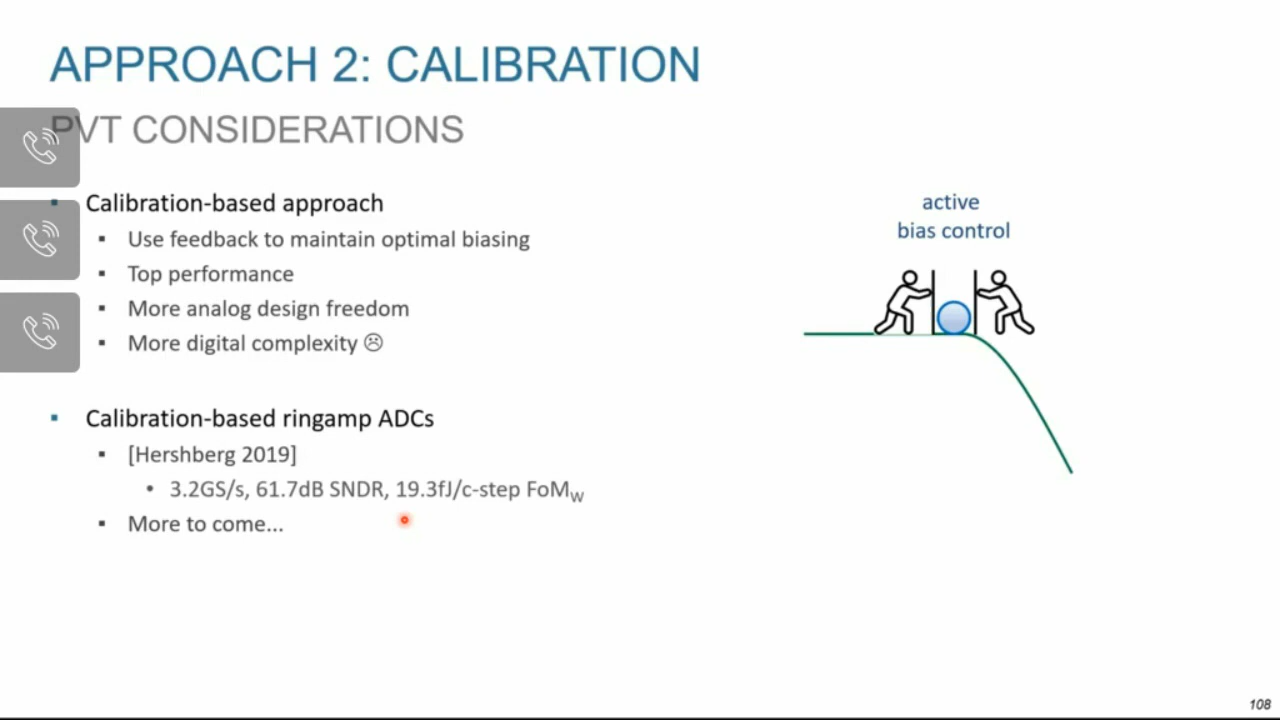 APPROACH 2: CALIBRATION
PVT CONSIDERATIONS
▪ Calibration-based approach
▪ Use feedback to maintain optimal biasing
▪ Top performance
▪ More analog design freedom
▪ More digital complexity ☹
▪ Calibration-based ringamp ADCs
▪ [Hershberg 2019]
• 3.2GS/s, 61.7dB SNDR, 19.3fJ/c-step FoMW
▪ More to come...
active
bias control
108